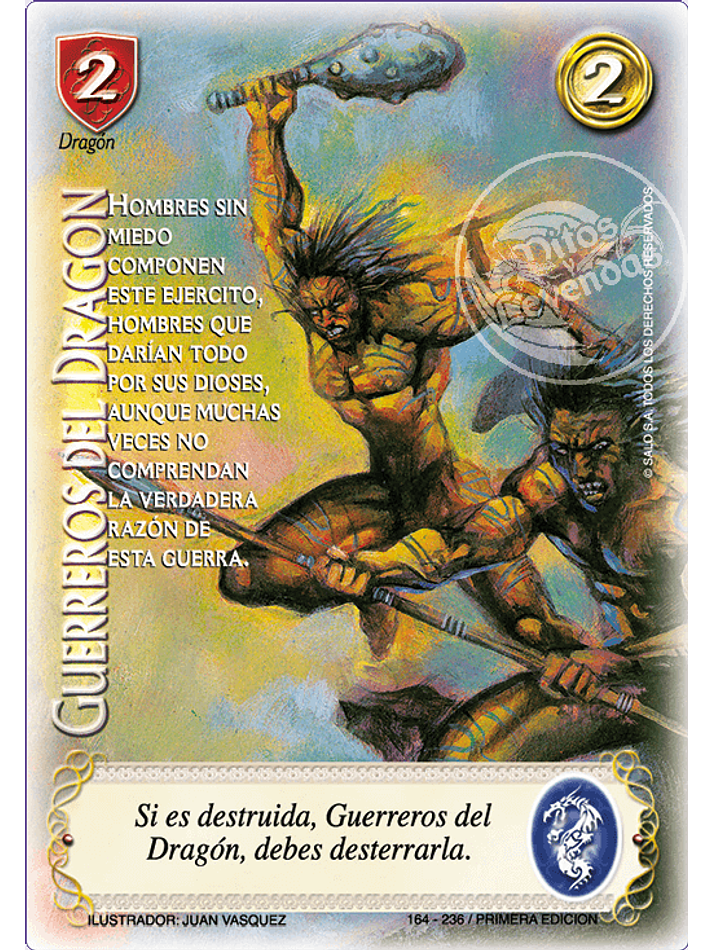 2
2
Dragón
GUERREROS DEL DRAGON
HOMBRES SIN
MIEDO
COMPONEN
ESTE EJERCITO,
HOMBRES QUE
DARÍAN TODO
POR SUS DIOSES,
AUNQUE MUCHAS
VECES NO
COMPRENDAN
LA VERDADERA
RAZÓN DE
ESTA GUERRA.
Mitos
y
Leyendas
© SALO S.A. TODOS LOS DERECHOS RESERVADOS
Si es destruida, Guerreros del
Dragón, debes desterrarla.
ILUSTRADOR: JUAN VASQUEZ
164 - 236 / PRIMERA EDICION